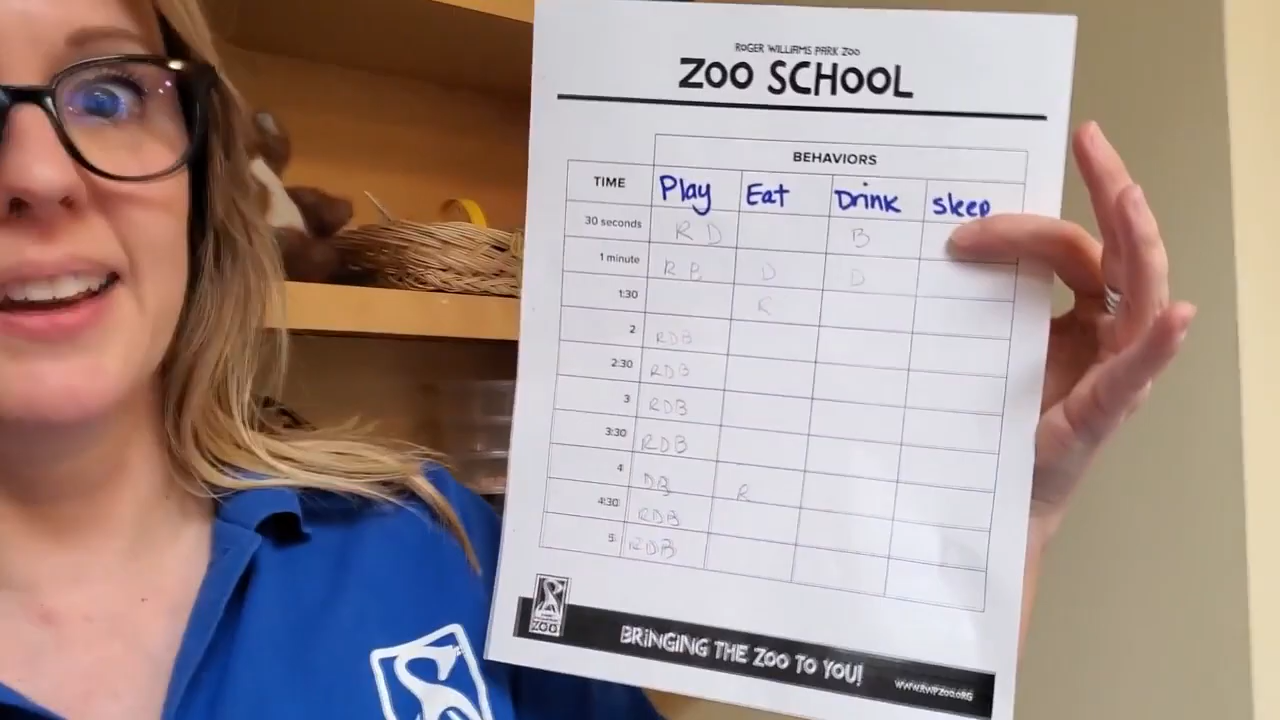 ROGER WILLIAMS PARK ZOO
ZOO SCHOOL
BEHAVIORS
TIME Play Eat Drink sleep
30 seconds R D B
1 minute R B D D
1:30 R
2 RDB
2:30 RDB
3 RDB
3:30 RDB
4 DB R
4:30 RDB
5 RDB
ZOO
BRINGING THE ZOO TO YOU!
WWW.RWPZOO.ORG